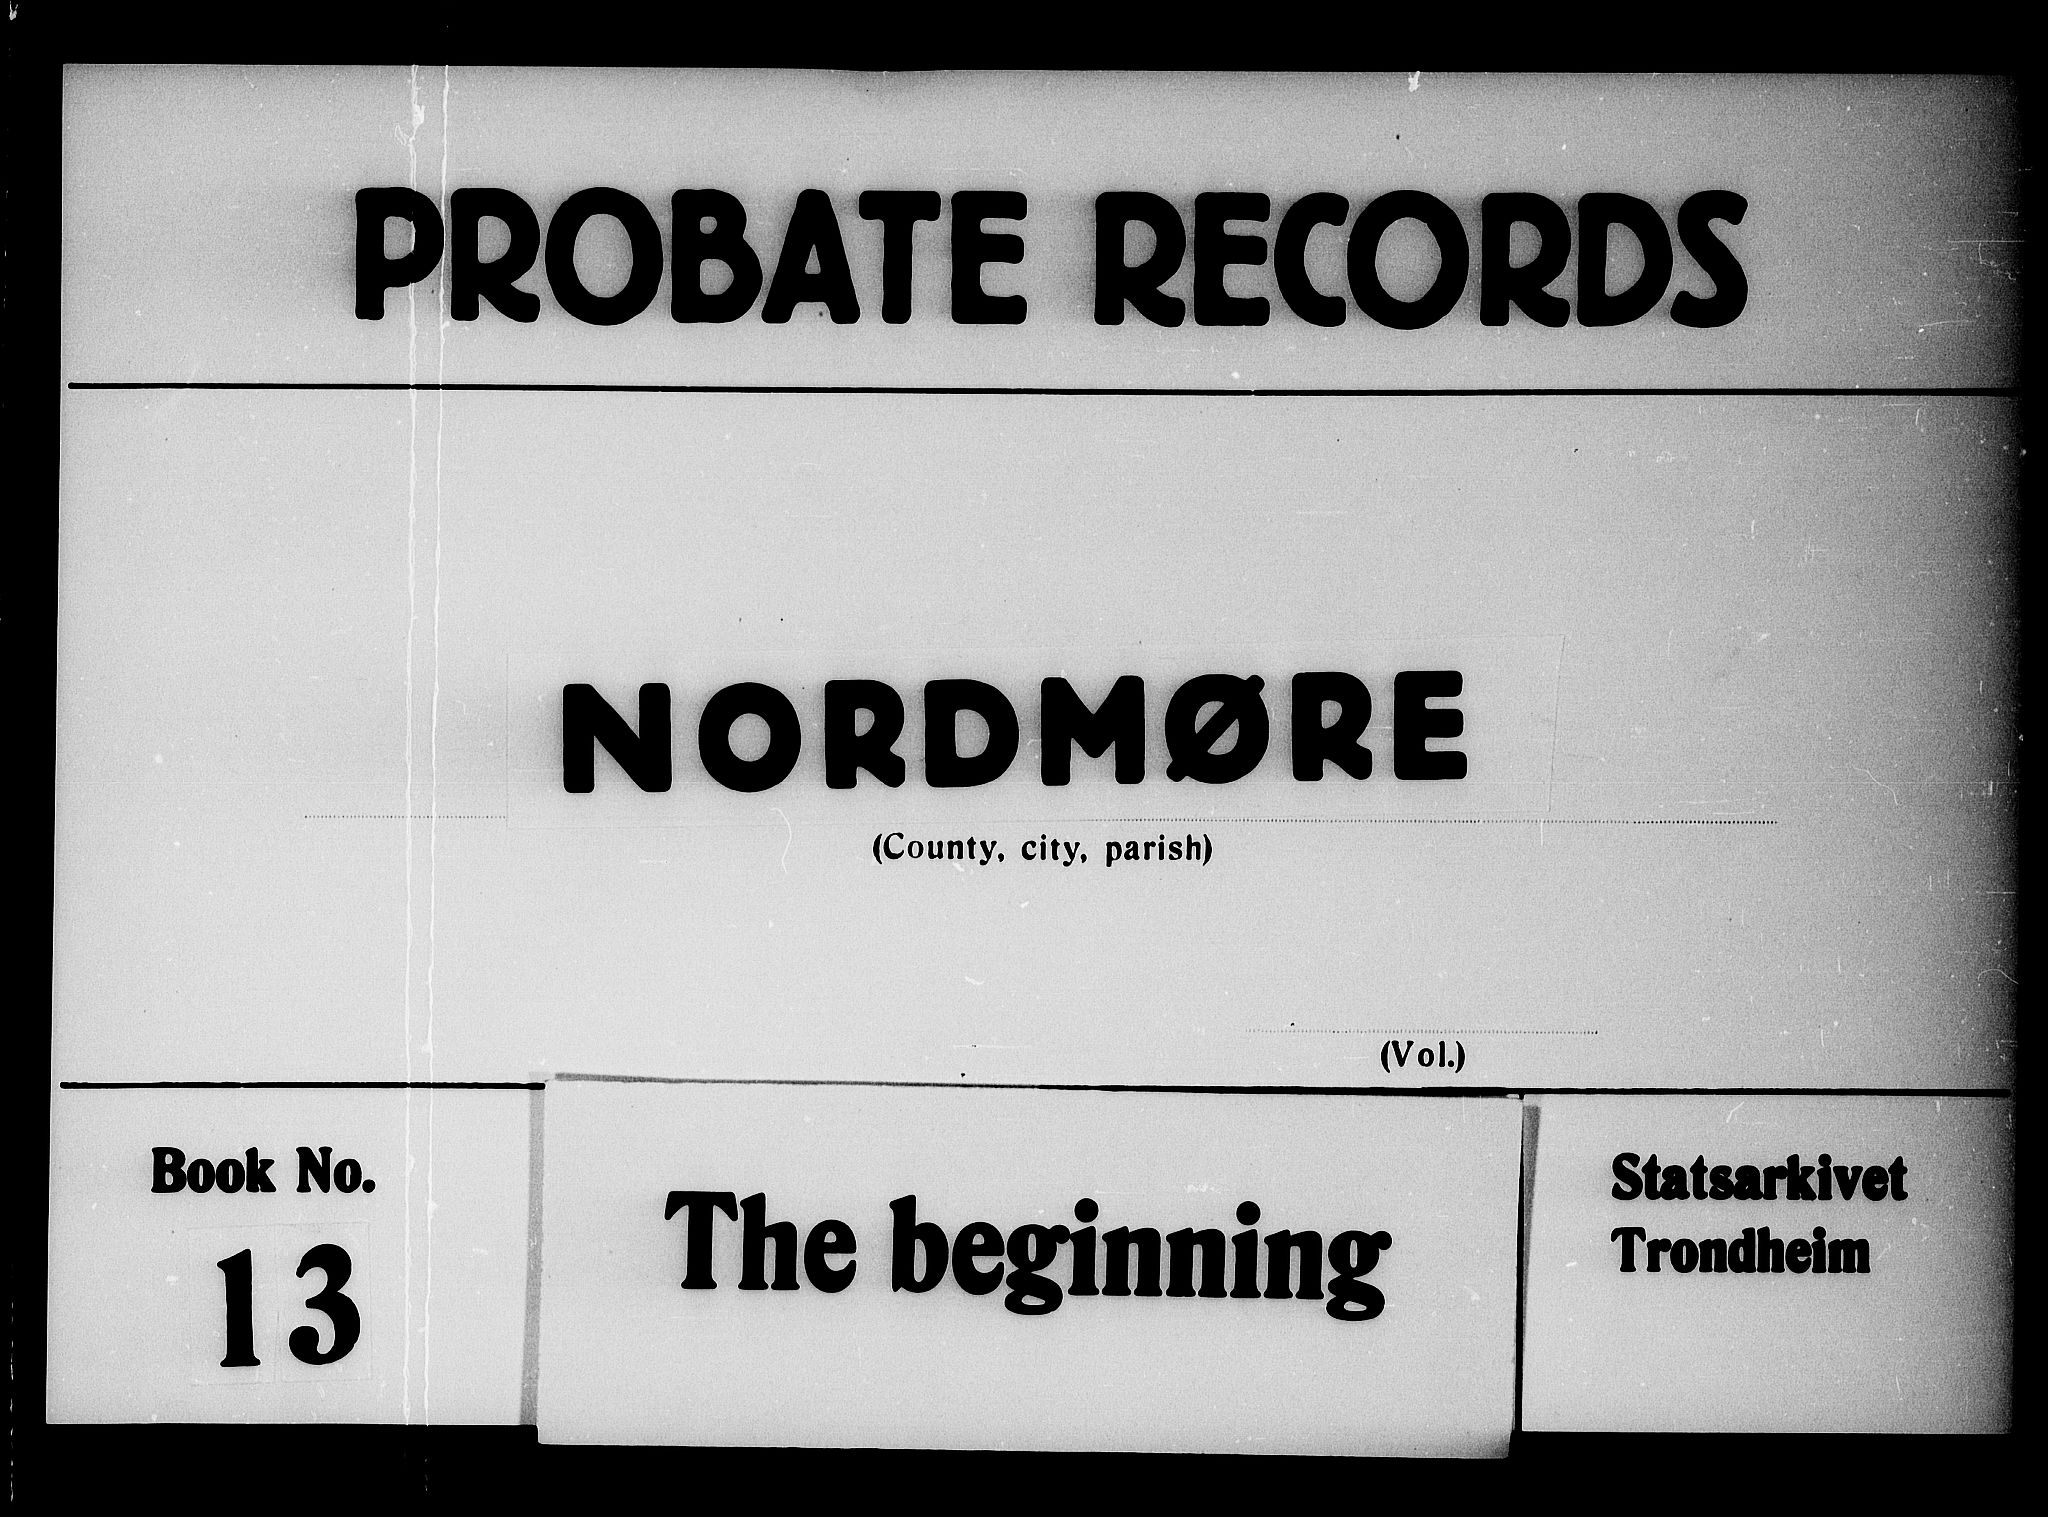 PROBATE RECORDS
NORDMØRE
(County, city, parish)
(Vol.)
Book No.
13
The beginning
Statsarkivet
Trondheim